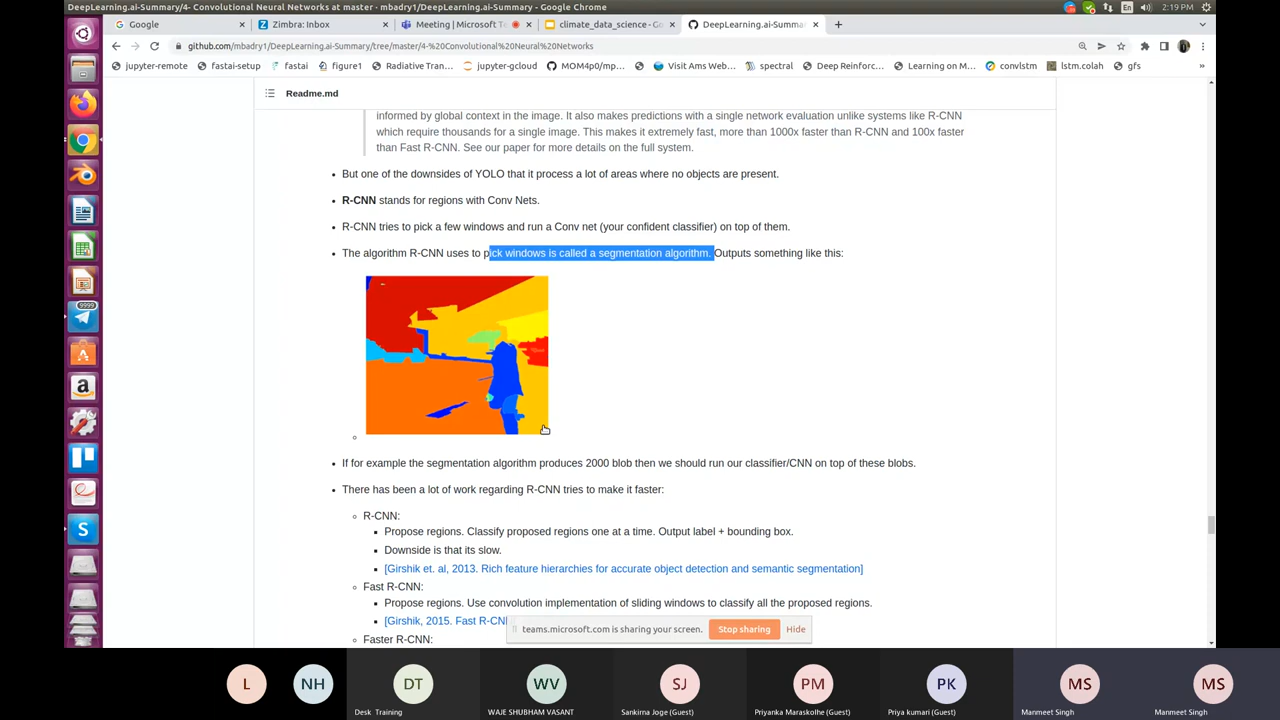 4- Convolutional Neural Networks at master · mbadry1/DeepLearning.ai-Summary - Google Chrome
En
2:19 PM
Google
Zimbra: Inbox
Meeting | Microsoft T
climate_data_science - Go
DeepLearning.ai-Summa
github.com/mbadry1/DeepLearning.ai-Summary/tree/master/4-%20Convolutional%20Neural%20Networks
jupyter-remote
fastai-setup
fastai
figure1
Radiative Tran...
jupyter-gcloud
MOM4p0/mp...
Visit Ams Web...
spectral
Deep Reinforc...
Learning on M...
convlstm
lstm.colah
gfs
Readme.md
informed by global context in the image. It also makes predictions with a single network evaluation unlike systems like R-CNN
which require thousands for a single image. This makes it extremely fast, more than 1000x faster than R-CNN and 100x faster
than Fast R-CNN. See our paper for more details on the full system.
But one of the downsides of YOLO that it process a lot of areas where no objects are present.
R-CNN stands for regions with Conv Nets.
R-CNN tries to pick a few windows and run a Conv net (your confident classifier) on top of them.
The algorithm R-CNN uses to pick windows is called a segmentation algorithm. Outputs something like this:
If for example the segmentation algorithm produces 2000 blob then we should run our classifier/CNN on top of these blobs.
There has been a lot of work regarding R-CNN tries to make it faster:
R-CNN:
Propose regions. Classify proposed regions one at a time. Output label + bounding box.
Downside is that its slow.
[Girshik et. al, 2013. Rich feature hierarchies for accurate object detection and semantic segmentation]
Fast R-CNN:
Propose regions. Use convolution implementation of sliding windows to classify all the proposed regions.
[Girshik, 2015. Fast R-CNN
teams.microsoft.com is sharing your screen.
Stop sharing
Hide
Faster R-CNN:
L
NH
DT
WV
SJ
PM
PK
MS
MS
Desk Training
WAJE SHUBHAM VASANT
Sankirna Joge (Guest)
Priyanka Maraskolhe (Guest)
Priya kumari (Guest)
Manmeet Singh
Manmeet Singh